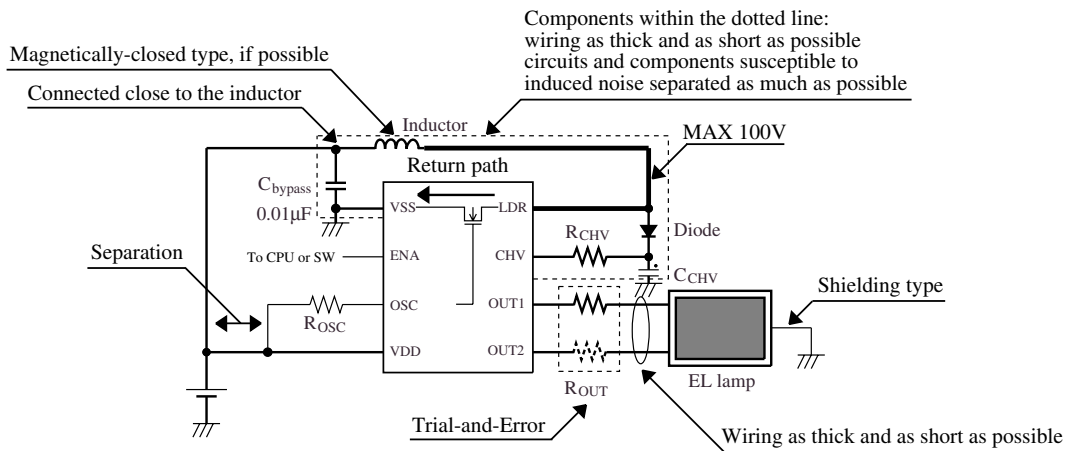 Components within the dotted line:
wiring as thick and as short as possible
circuits and components susceptible to
induced noise separated as much as possible
Magnetically-closed type, if possible
Connected close to the inductor
Inductor
MAX 100V
Return path
Cbypass
0.01μF
VSS
LDR
RCHV
Diode
Separation
To CPU or SW
ENA
CHV
CCHV
Shielding type
OSC
OUT1
ROSC
VDD
OUT2
ROUT
EL lamp
Trial-and-Error
Wiring as thick and as short as possible